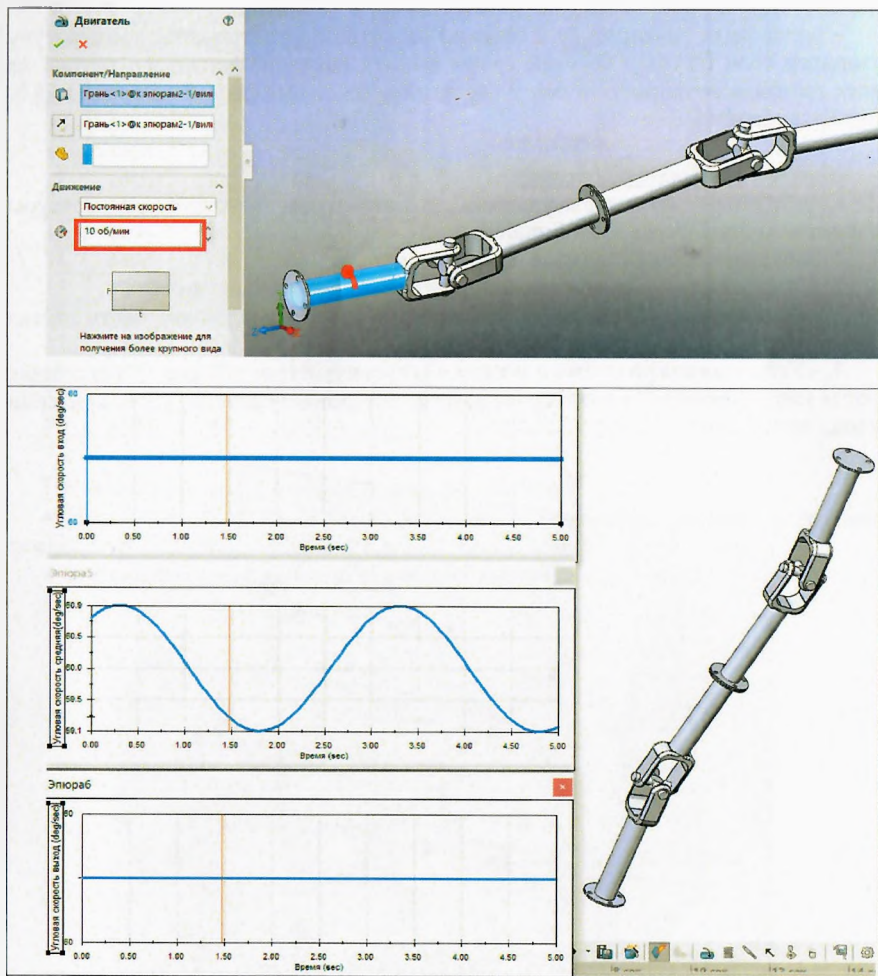 Двигатель
Компонент/Направление
Грань<1>@к эпюрам2-1/вилк
Грань<1>@к эпюрам2-1/вилк
Движение
Постоянная скорость
10 об/мин
Нажмите на изображение для
получения более крупного вида
Угловая скорость вход (deg/sec)
60
60
0.00 0.50 1.00 1.50 2.00 2.50 3.00 3.50 4.00 4.50 5.00
Время (sec)
Эпюра5
Угловая скорость средняя(deg/sec)
60.9
60.5
60.0
59.5
59.1
0.00 0.50 1.00 1.50 2.00 2.50 3.00 3.50 4.00 4.50 5.00
Время (sec)
Эпюра6
Угловая скорость выход (deg/sec)
60
60
0.00 0.50 1.00 1.50 2.00 2.50 3.00 3.50 4.00 4.50 5.00
Время (sec)